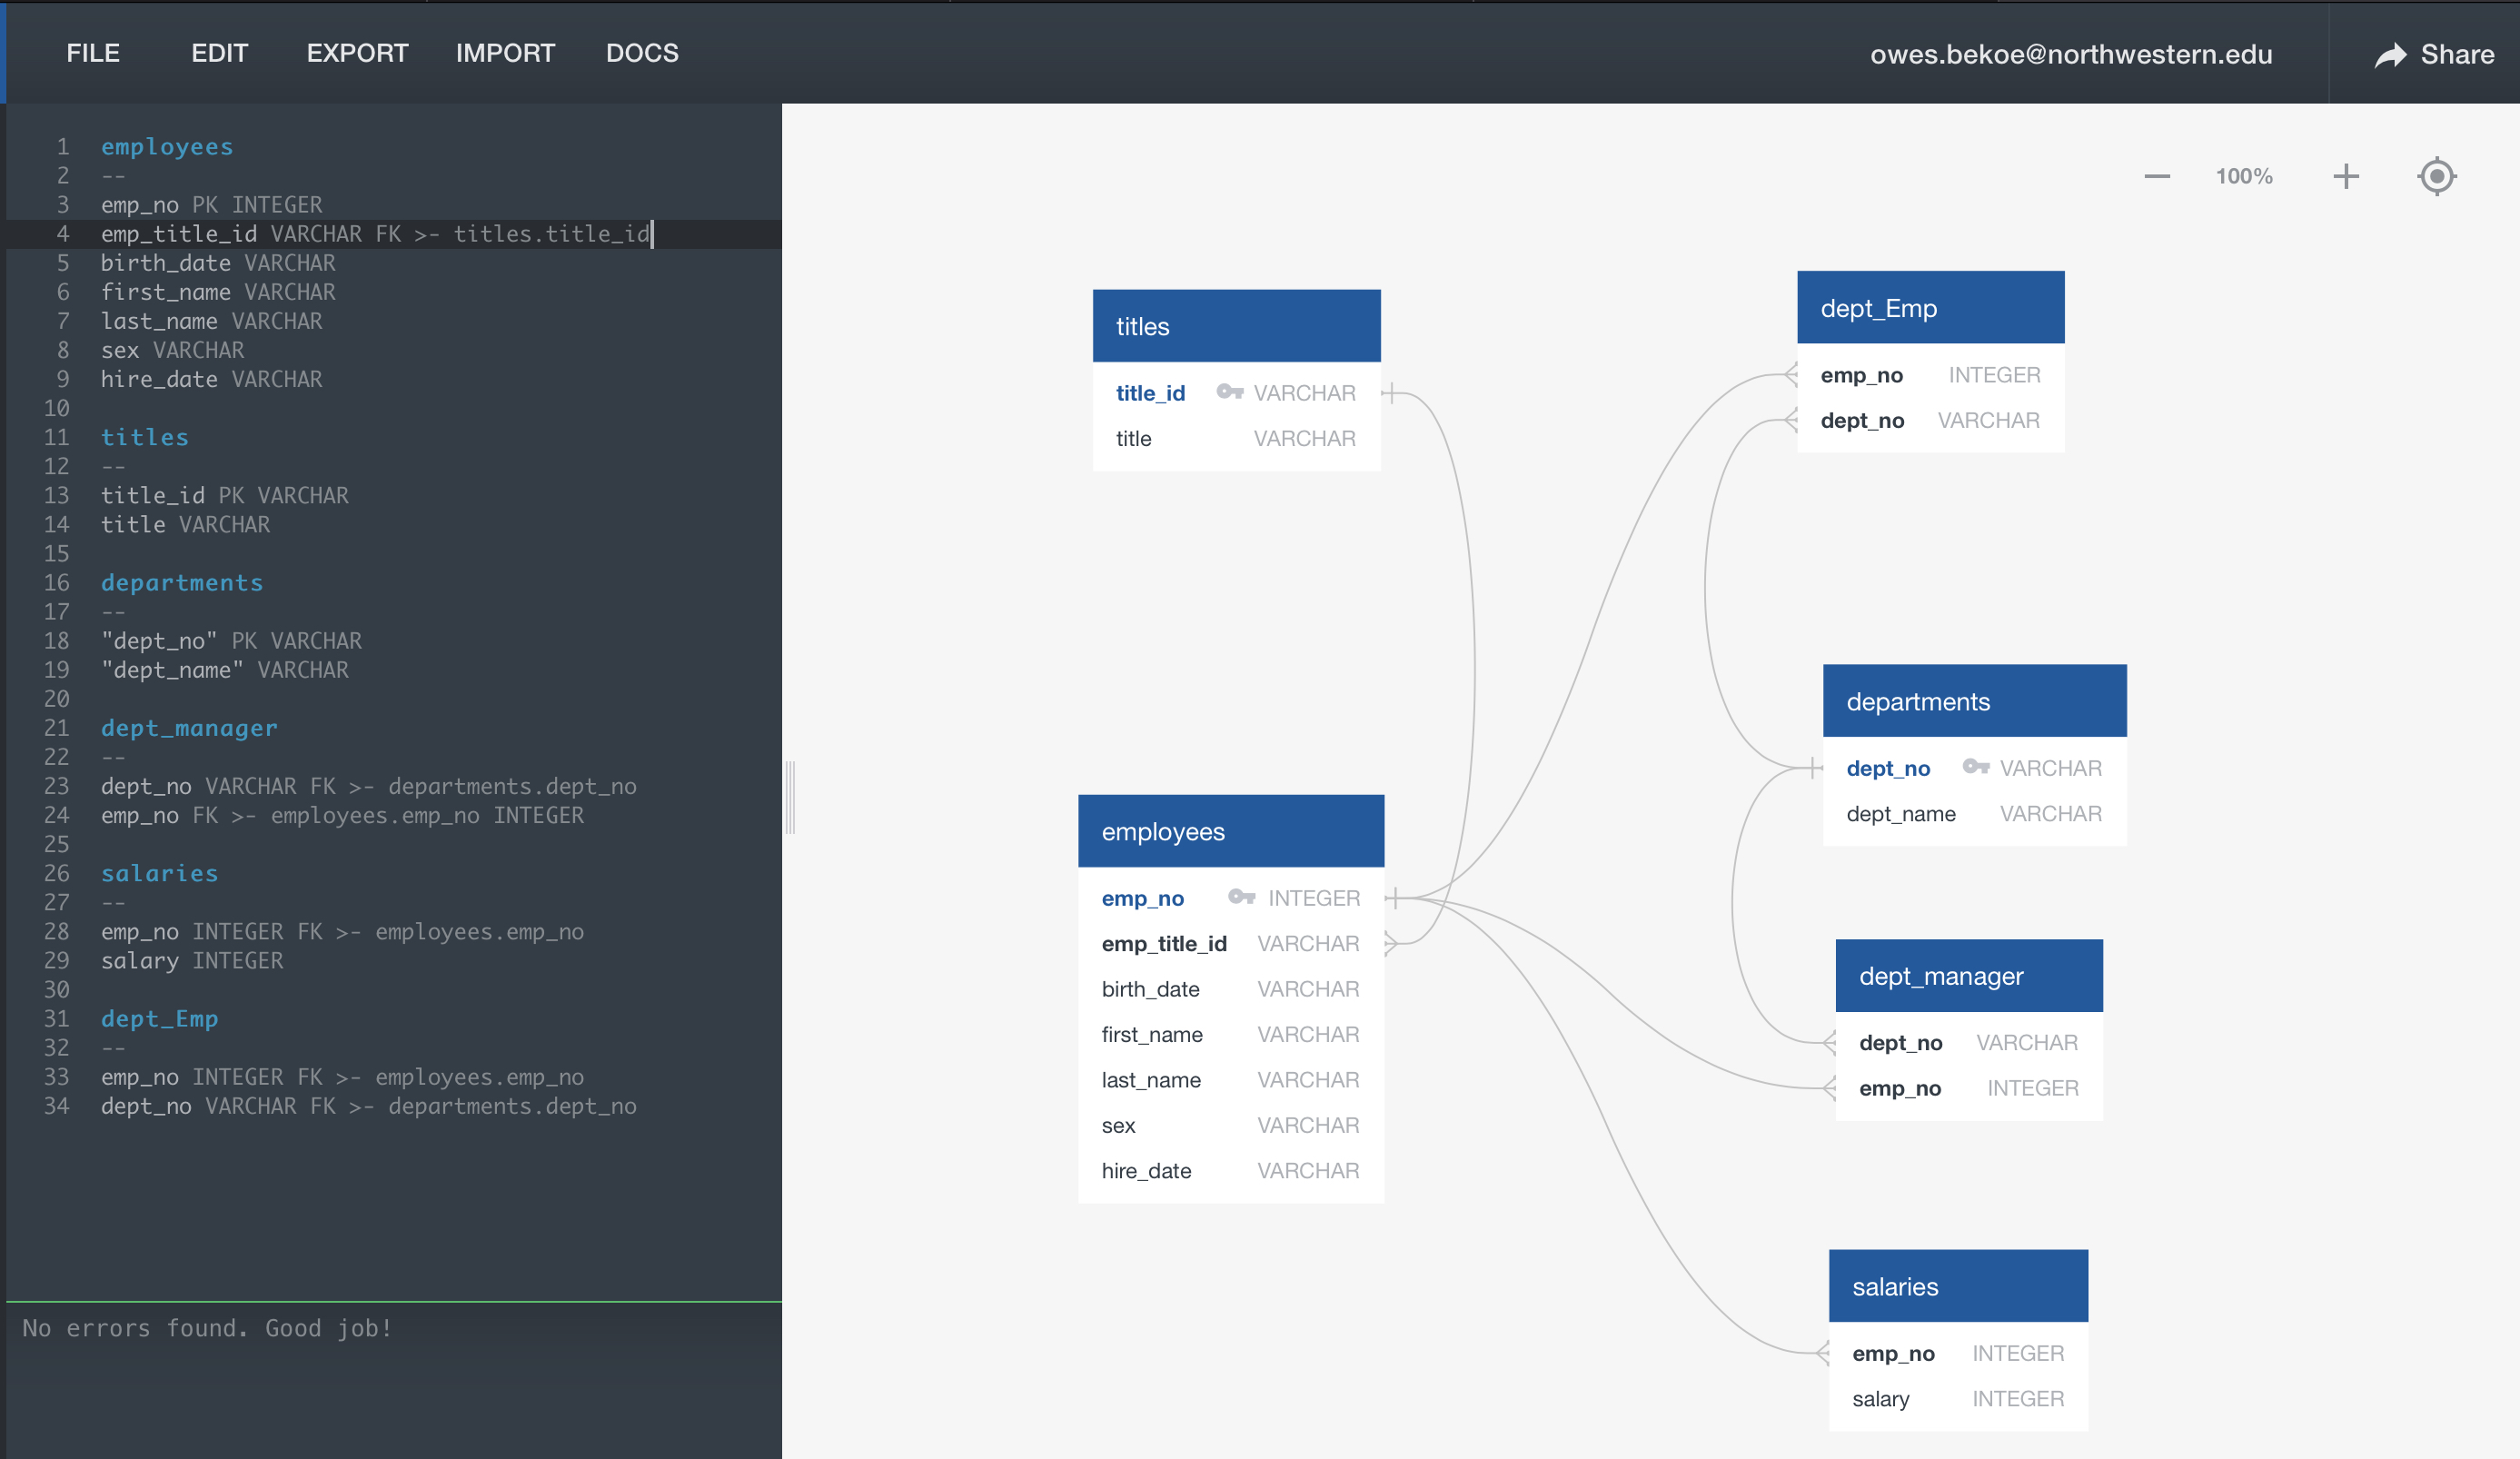 FILE EDIT EXPORT IMPORT DOCS owes.bekoe@northwestern.edu Share
1 employees
2 --
3 emp_no PK INTEGER
4 emp_title_id VARCHAR FK >- titles.title_id
5 birth_date VARCHAR
6 first_name VARCHAR
7 last_name VARCHAR
8 sex VARCHAR
9 hire_date VARCHAR
10
11 titles
12 --
13 title_id PK VARCHAR
14 title VARCHAR
15
16 departments
17 --
18 "dept_no" PK VARCHAR
19 "dept_name" VARCHAR
20
21 dept_manager
22 --
23 dept_no VARCHAR FK >- departments.dept_no
24 emp_no FK >- employees.emp_no INTEGER
25
26 salaries
27 --
28 emp_no INTEGER FK >- employees.emp_no
29 salary INTEGER
30
31 dept_Emp
32 --
33 emp_no INTEGER FK >- employees.emp_no
34 dept_no VARCHAR FK >- departments.dept_no
No errors found. Good job!
100%
titles
title_id VARCHAR
title VARCHAR
employees
emp_no INTEGER
emp_title_id VARCHAR
birth_date VARCHAR
first_name VARCHAR
last_name VARCHAR
sex VARCHAR
hire_date VARCHAR
dept_Emp
emp_no INTEGER
dept_no VARCHAR
departments
dept_no VARCHAR
dept_name VARCHAR
dept_manager
dept_no VARCHAR
emp_no INTEGER
salaries
emp_no INTEGER
salary INTEGER